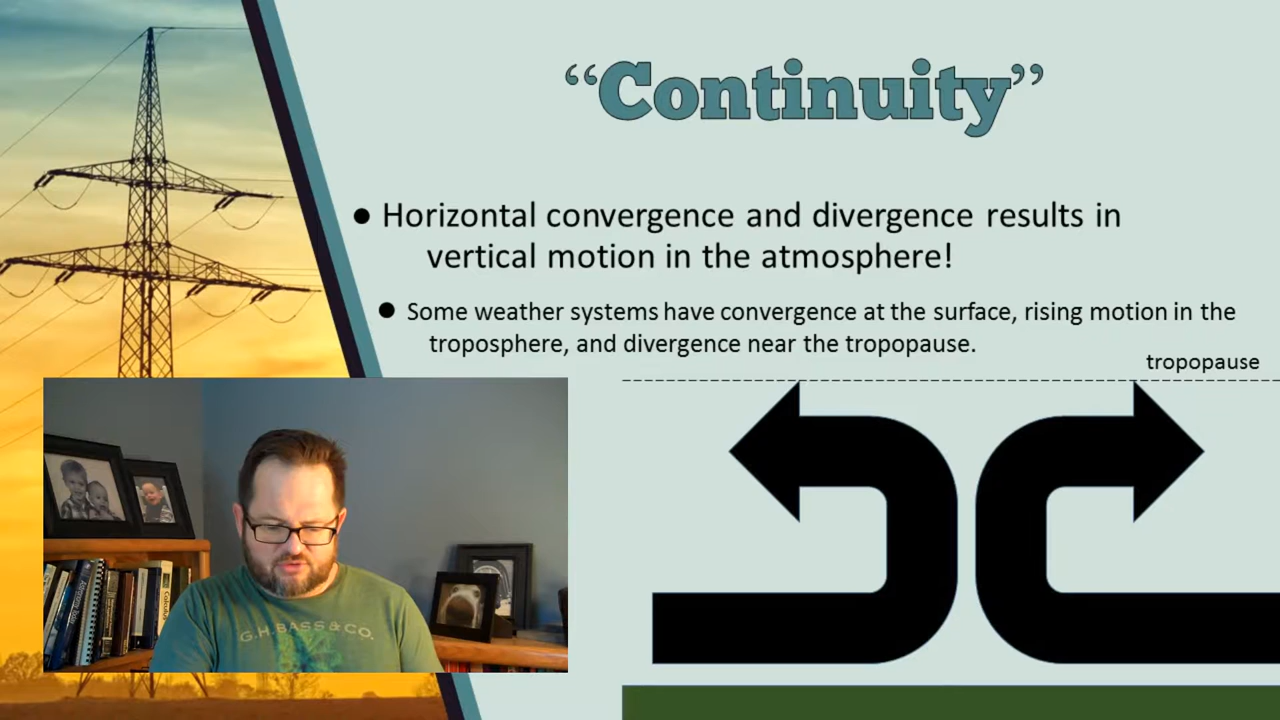 “Continuity”
● Horizontal convergence and divergence results in
vertical motion in the atmosphere!
● Some weather systems have convergence at the surface, rising motion in the
troposphere, and divergence near the tropopause.
tropopause
G.H. BASS & CO.